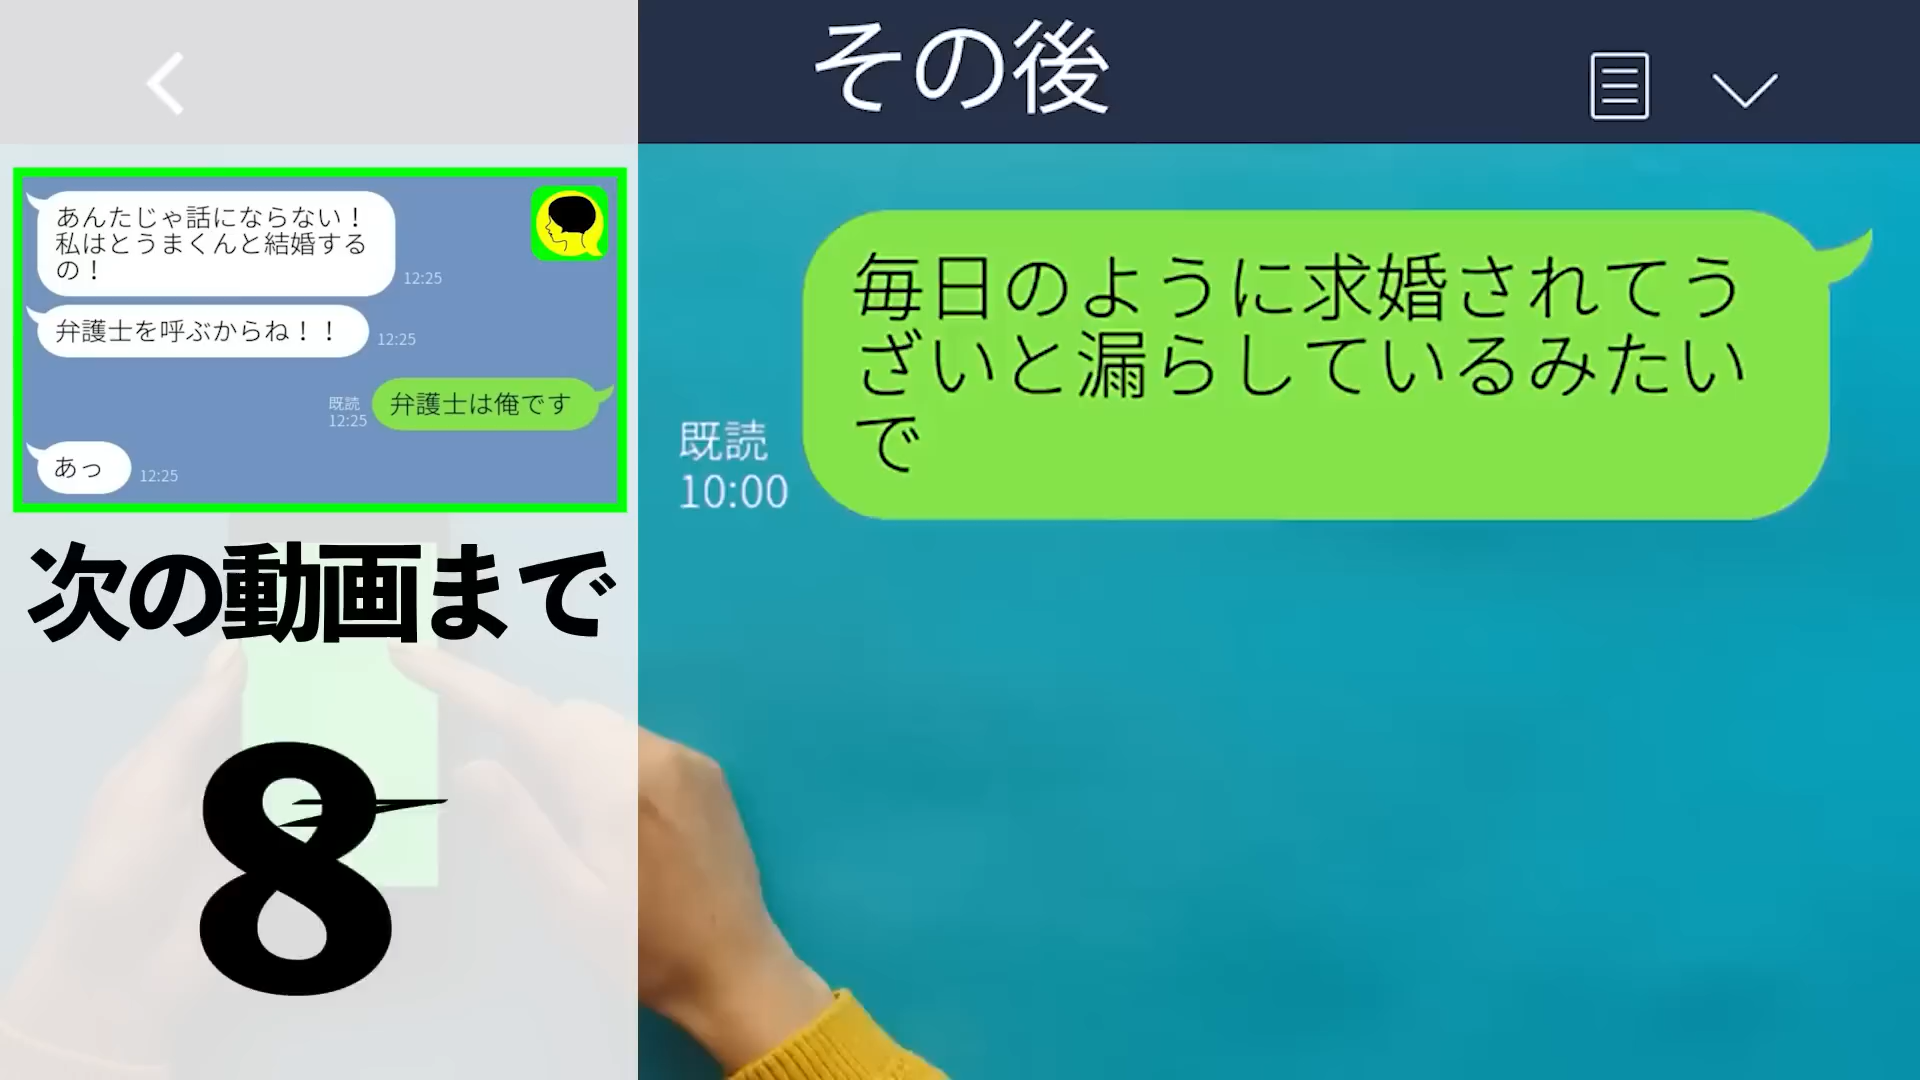 その後
あんたじゃ話にならない！
私はとうまくんと結婚する
の！
12:25
弁護士を呼ぶからね！！
12:25
既読
12:25
弁護士は俺です
あっ
12:25
次の動画まで
8
毎日のように求婚されてう
ざいと漏らしているみたい
で
既読
10:00